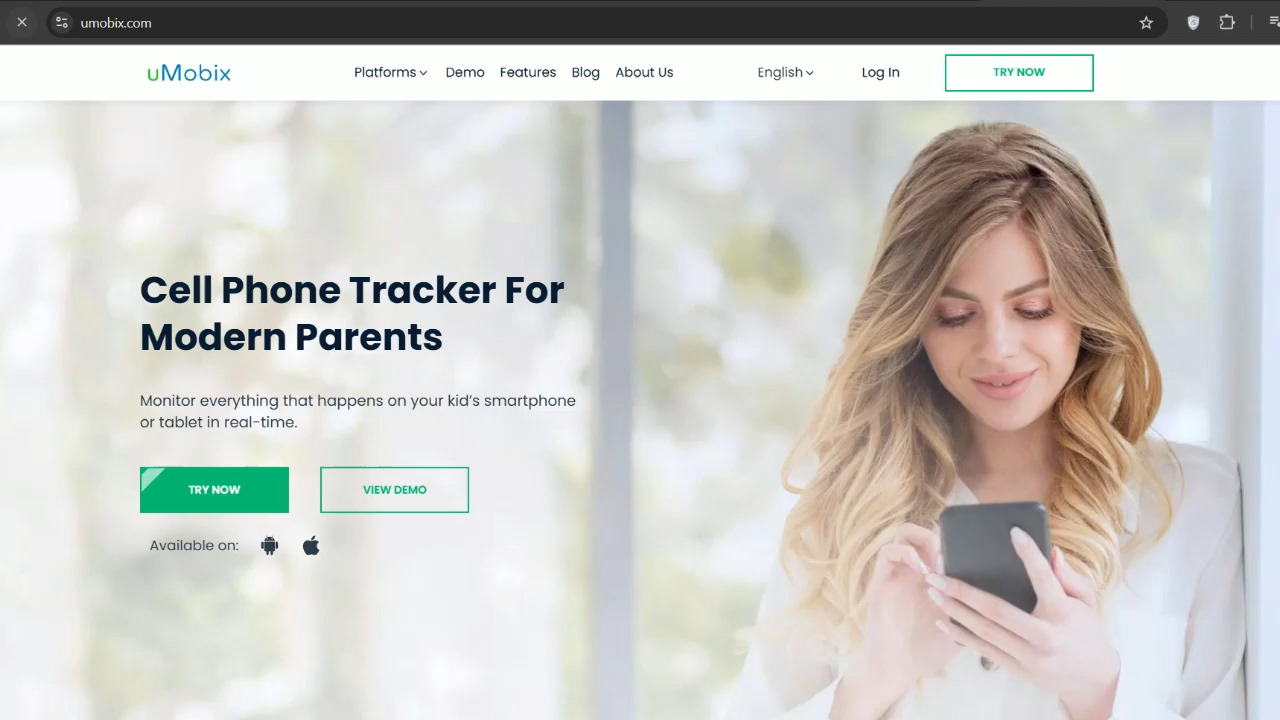 umobix.com
uMobix
Platforms
Demo
Features
Blog
About Us
English
Log In
TRY NOW
Cell Phone Tracker For
Modern Parents
Monitor everything that happens on your kid's smartphone
or tablet in real-time.
TRY NOW
VIEW DEMO
Available on: